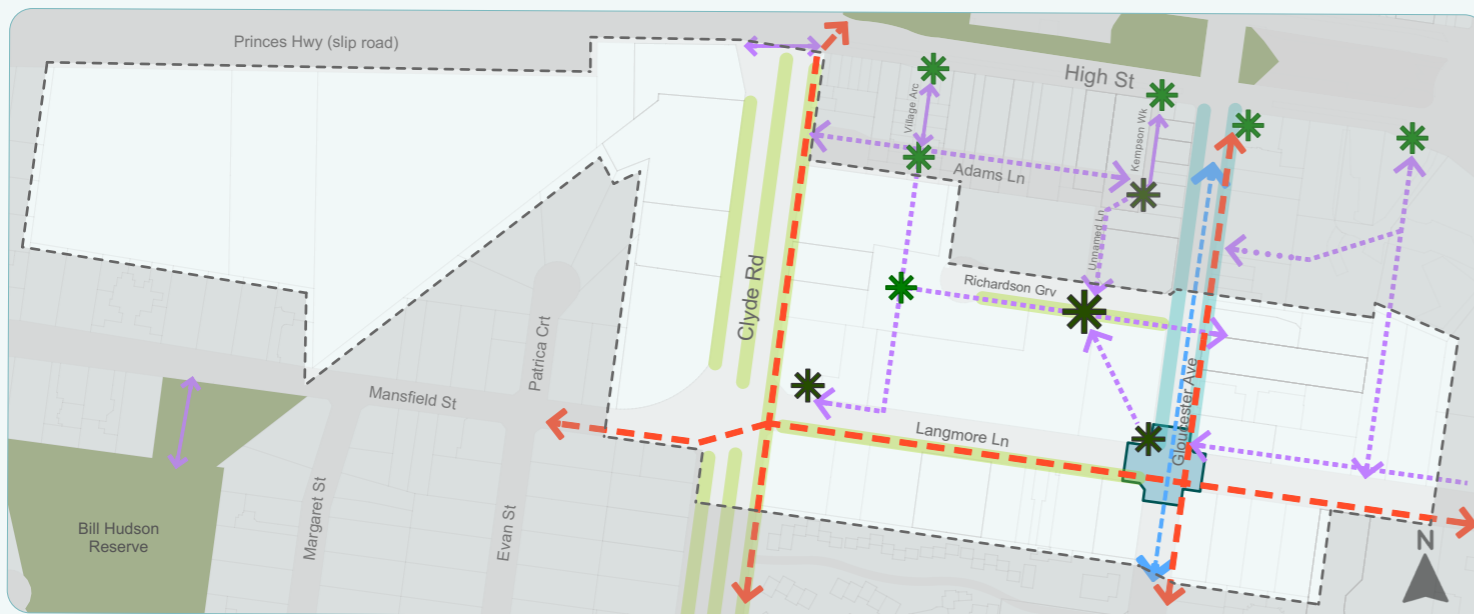 Princes Hwy (slip road)
High St
Village Arc
Kempson Wk
Adams Ln
Unnamed Ln
Richardson Grv
Clyde Rd
Patrica Crt
Mansfield St
Gloucester Ave
Langmore Ln
Margaret St
Evan St
Bill Hudson
Reserve
N